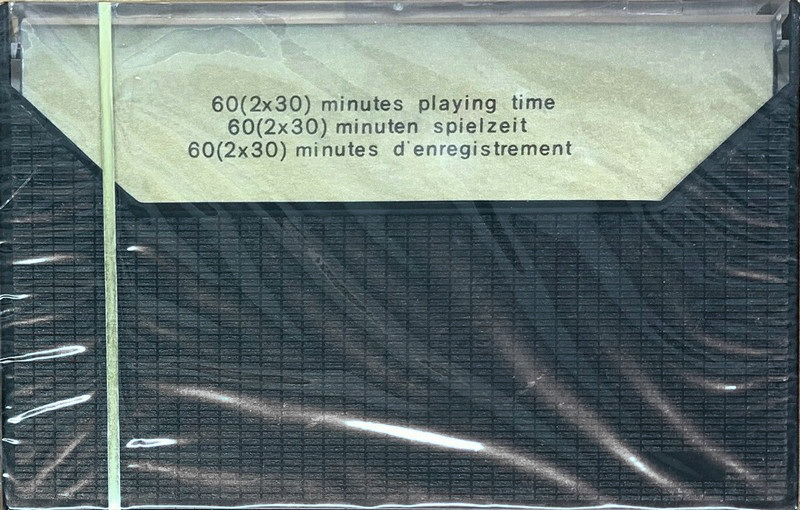 60(2x30) minutes playing time
60(2x30) minuten spielzeit
60(2x30) minutes d'enregistrement